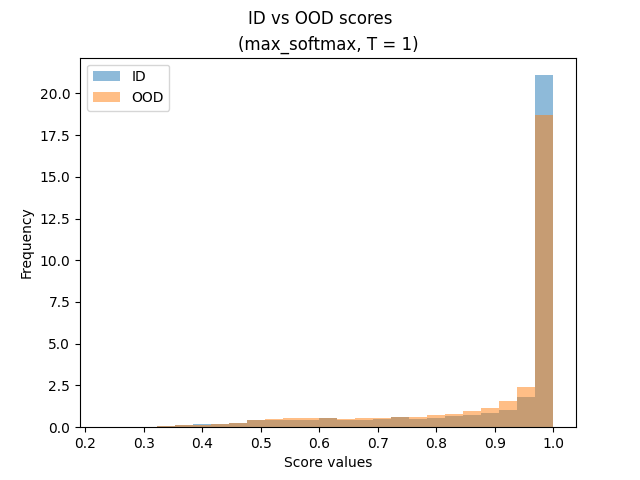 ID vs OOD scores
(max_softmax, T = 1)
ID
OOD
Frequency
20.0
17.5
15.0
12.5
10.0
7.5
5.0
2.5
0.0
0.2 0.3 0.4 0.5 0.6 0.7 0.8 0.9 1.0
Score values